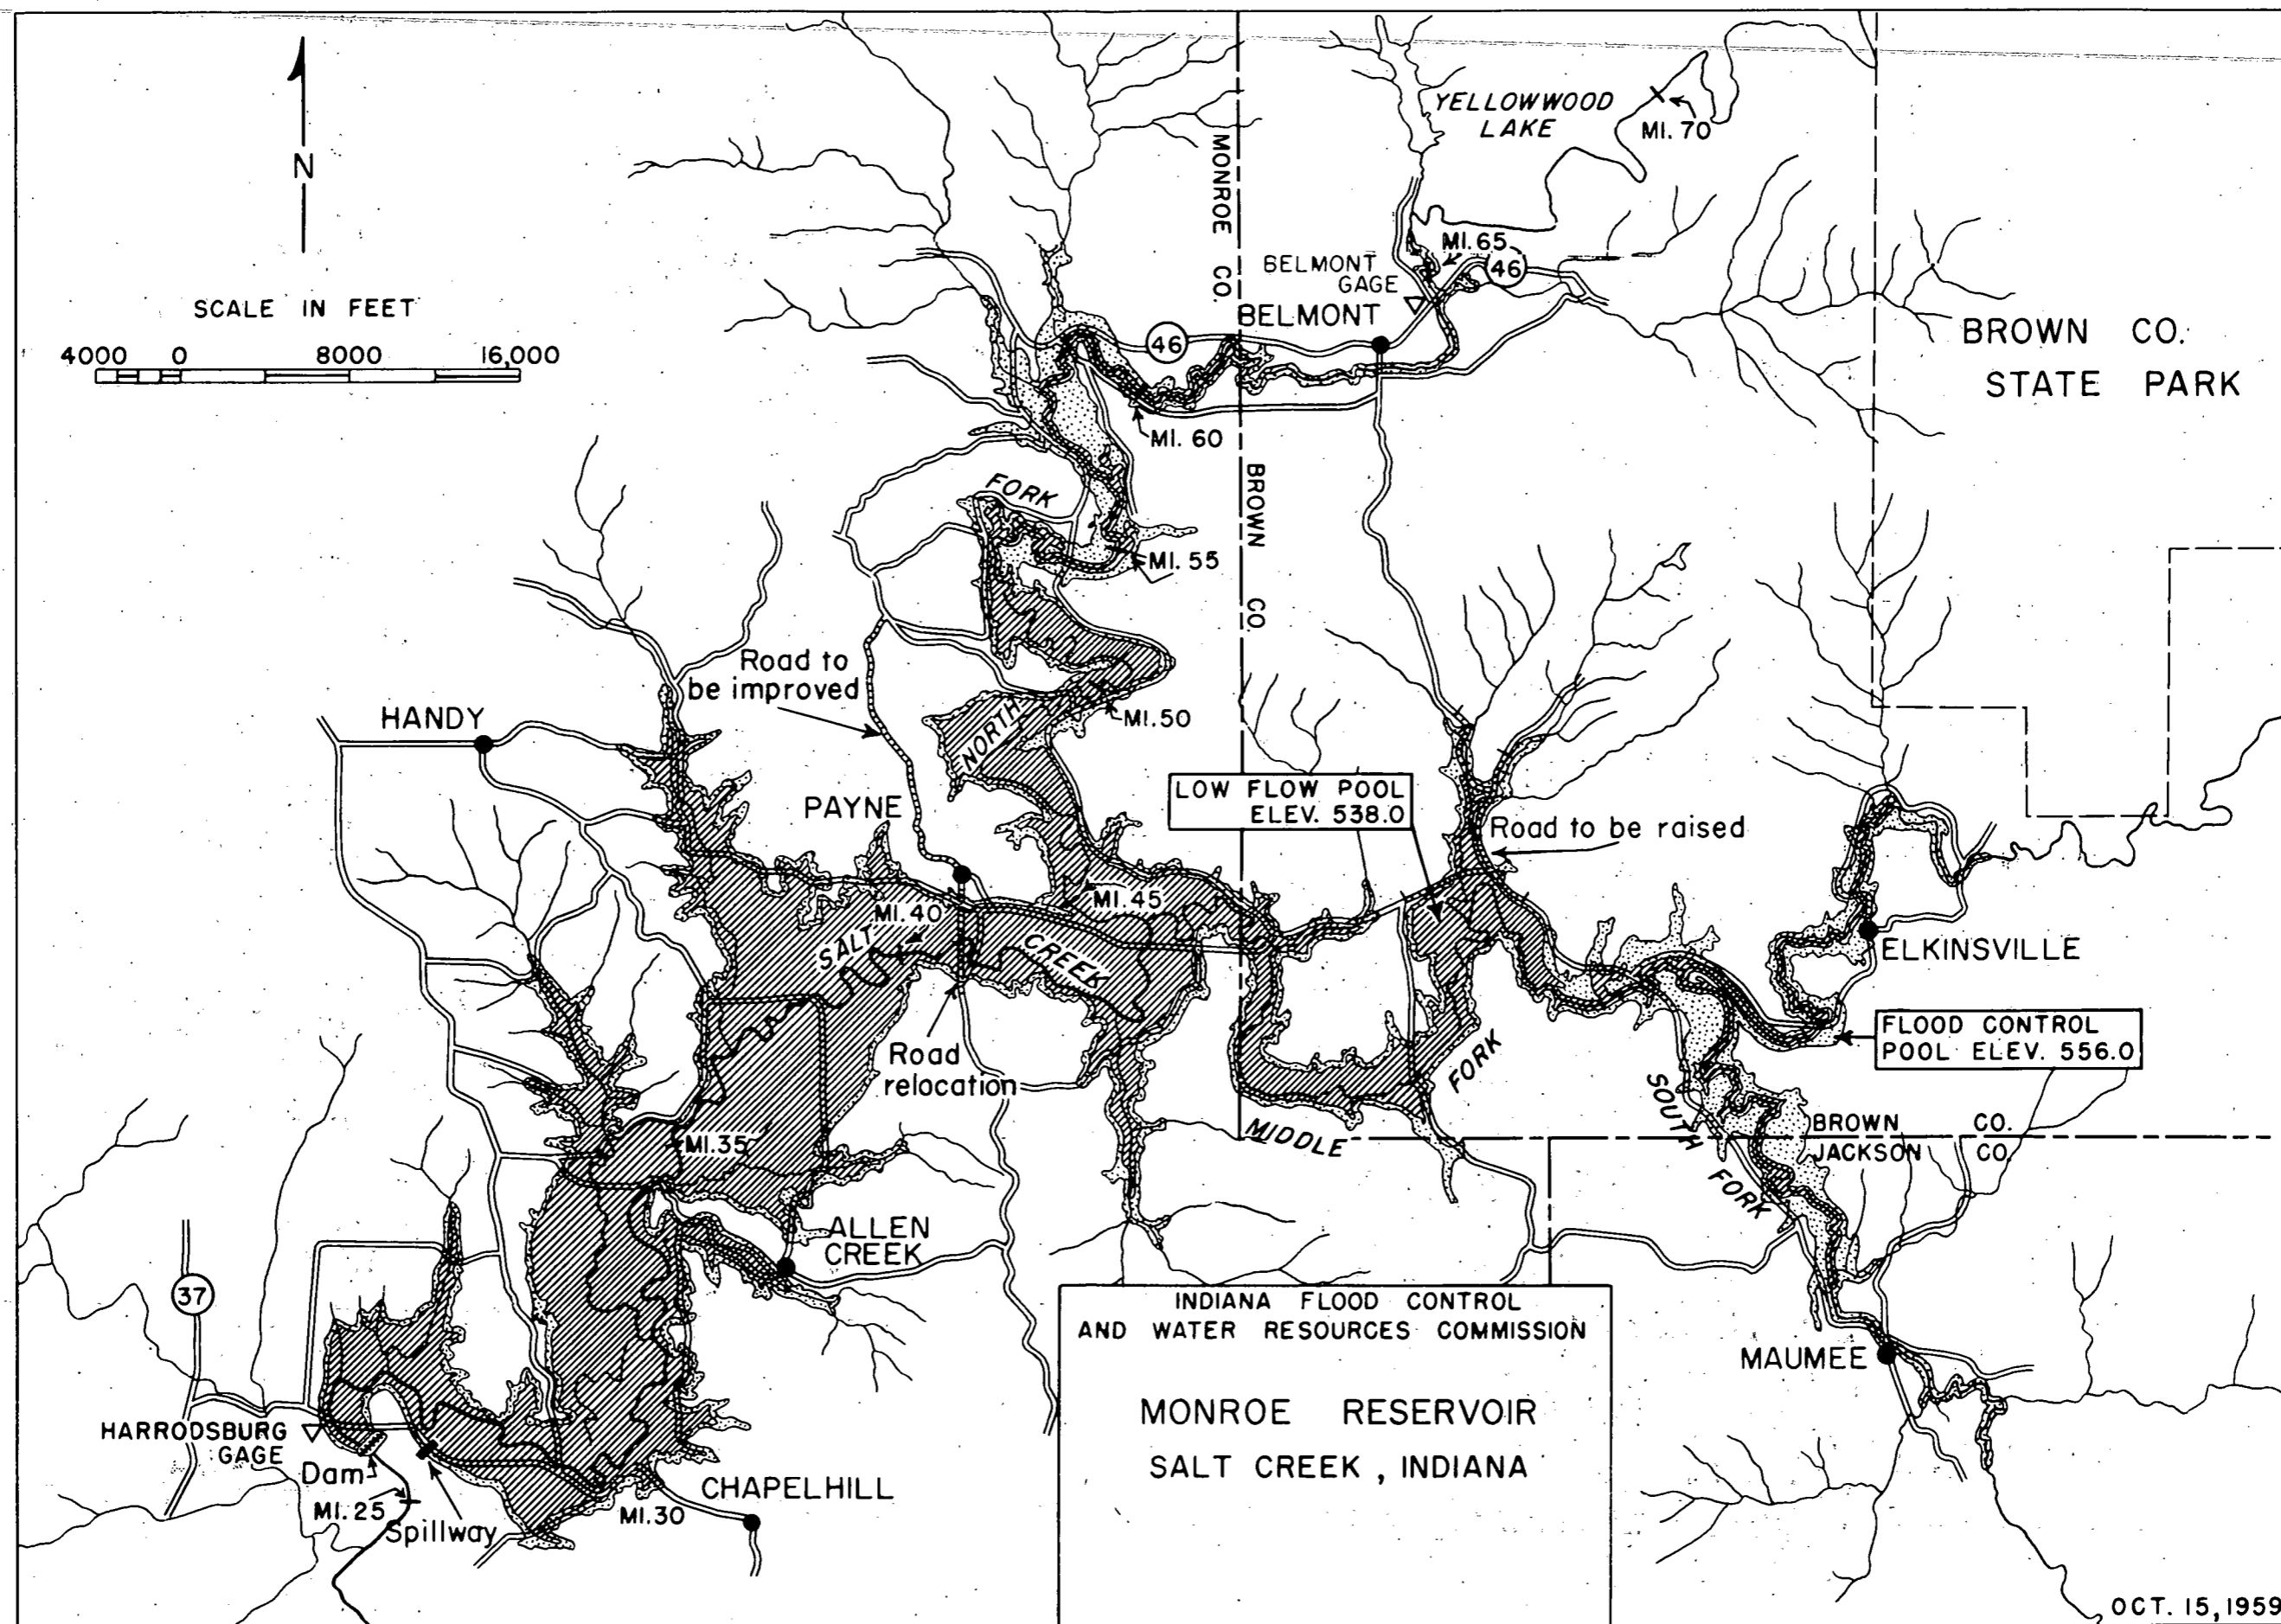 N
SCALE IN FEET
4000 0 8000 16,000
YELLOWWOOD
LAKE
MI. 70
MONROE CO.
BELMONT
GAGE
MI. 65
46
BELMONT
46
BROWN CO.
STATE PARK
MI. 60
FORK
BROWN CO.
MI. 55
Road to
be improved
HANDY
NORTH
MI. 50
PAYNE
LOW FLOW POOL
ELEV. 538.0
Road to be raised
MI. 45
MI. 40
SALT
CREEK
ELKINSVILLE
Road
relocation
FORK
FLOOD CONTROL
POOL ELEV. 556.0
MI. 35
MIDDLE
SOUTH FORK
BROWN CO.
JACKSON CO.
ALLEN
CREEK
37
INDIANA FLOOD CONTROL
AND WATER RESOURCES COMMISSION
MONROE RESERVOIR
SALT CREEK, INDIANA
MAUMEE
HARRODSBURG
GAGE
Dam
MI. 25
Spillway
MI. 30
CHAPELHILL
OCT. 15, 1959